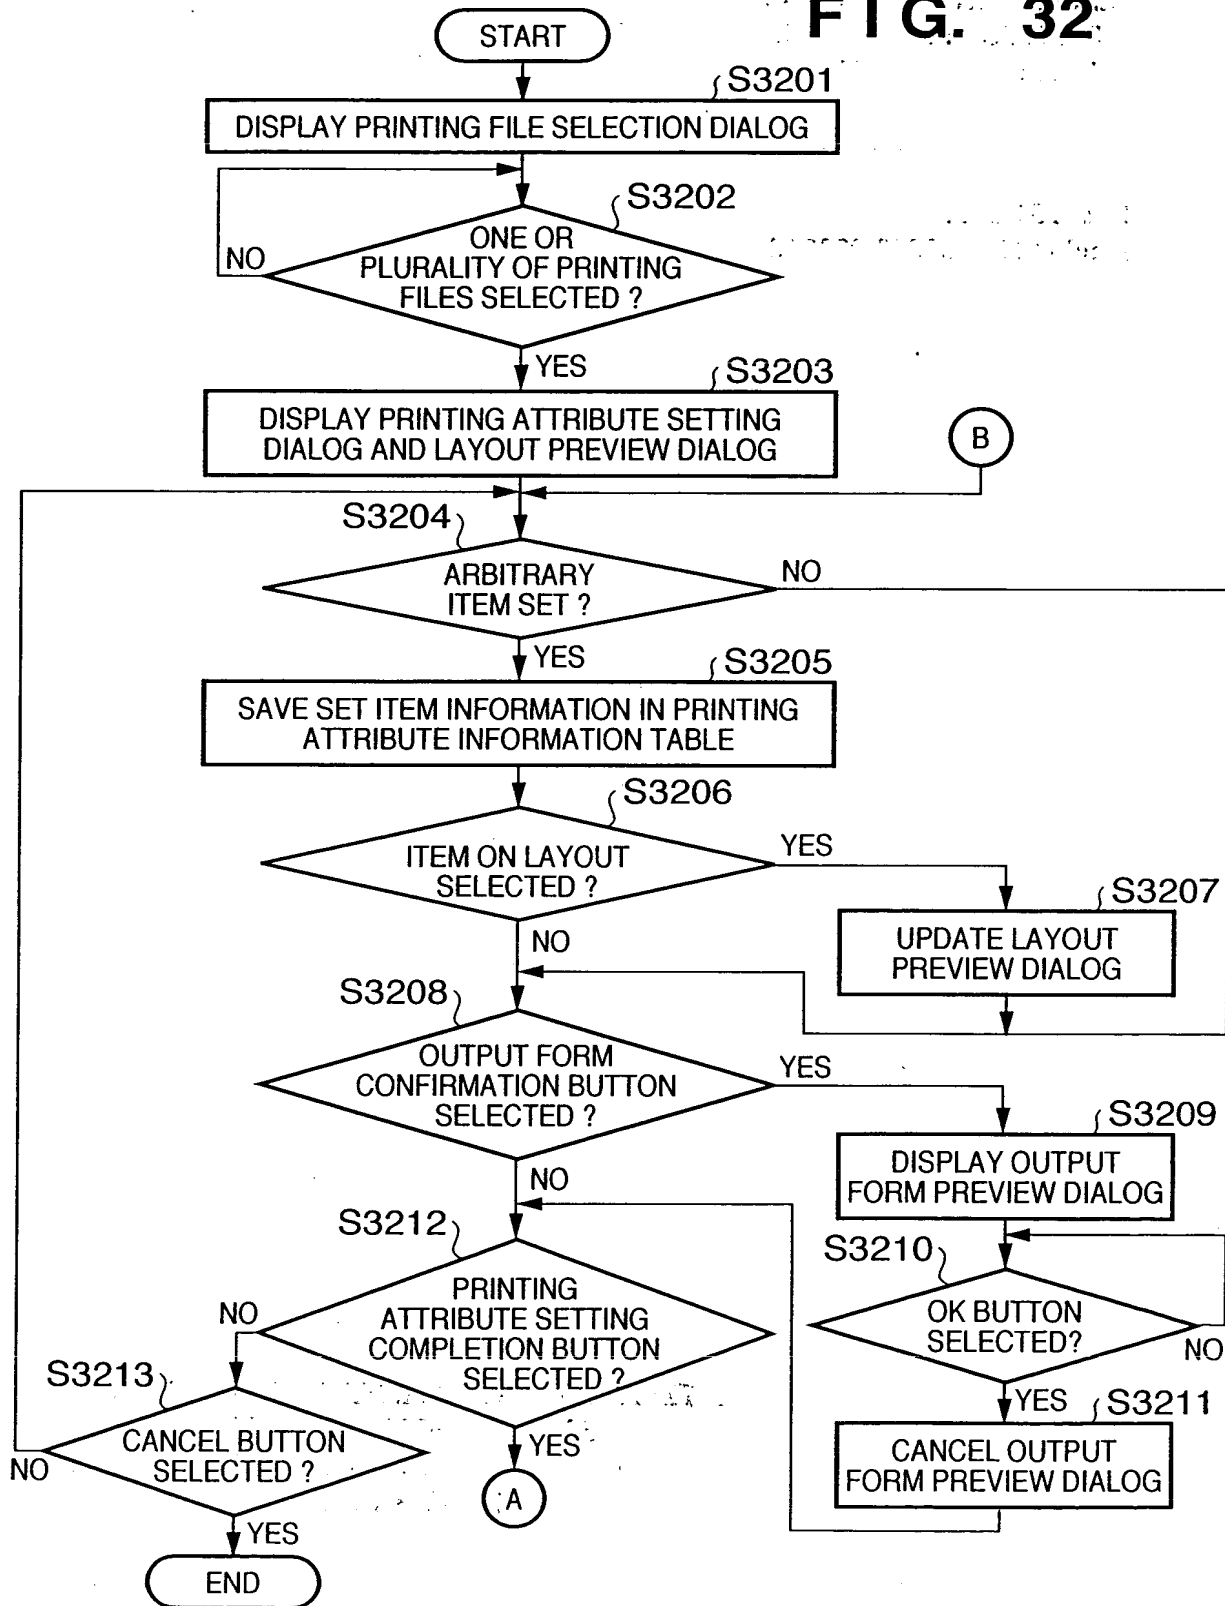 FIG. 32
START
S3201
DISPLAY PRINTING FILE SELECTION DIALOG
S3202
ONE OR
PLURALITY OF PRINTING
FILES SELECTED ?
NO
YES
S3203
DISPLAY PRINTING ATTRIBUTE SETTING
DIALOG AND LAYOUT PREVIEW DIALOG
B
S3204
ARBITRARY
ITEM SET ?
NO
YES
S3205
SAVE SET ITEM INFORMATION IN PRINTING
ATTRIBUTE INFORMATION TABLE
S3206
ITEM ON LAYOUT
SELECTED ?
YES
NO
S3207
UPDATE LAYOUT
PREVIEW DIALOG
S3208
OUTPUT FORM
CONFIRMATION BUTTON
SELECTED ?
YES
NO
S3209
DISPLAY OUTPUT
FORM PREVIEW DIALOG
S3210
OK BUTTON
SELECTED?
NO
YES
S3211
CANCEL OUTPUT
FORM PREVIEW DIALOG
S3212
PRINTING
ATTRIBUTE SETTING
COMPLETION BUTTON
SELECTED ?
NO
YES
A
S3213
CANCEL BUTTON
SELECTED ?
NO
YES
END